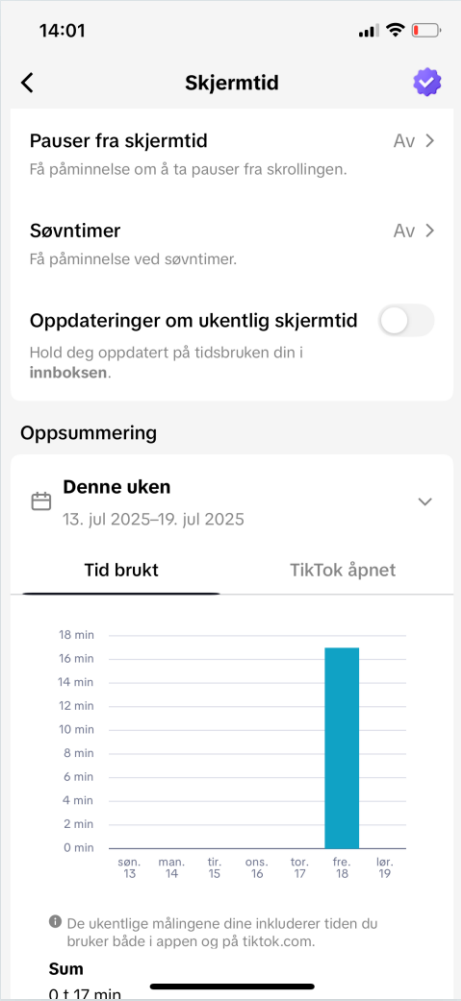 14:01
Skjermtid
Pauser fra skjermtid Av
Få påminnelse om å ta pauser fra skrollingen.
Søvntimer Av
Få påminnelse ved søvntimer.
Oppdateringer om ukentlig skjermtid
Hold deg oppdatert på tidsbruken din i
innboksen.
Oppsummering
Denne uken
13. jul 2025–19. jul 2025
Tid brukt TikTok åpnet
18 min
16 min
14 min
12 min
10 min
8 min
6 min
4 min
2 min
0 min
søn. man. tir. ons. tor. fre. lør.
13 14 15 16 17 18 19
De ukentlige målingene dine inkluderer tiden du
bruker både i appen og på tiktok.com.
Sum
0 t 17 min